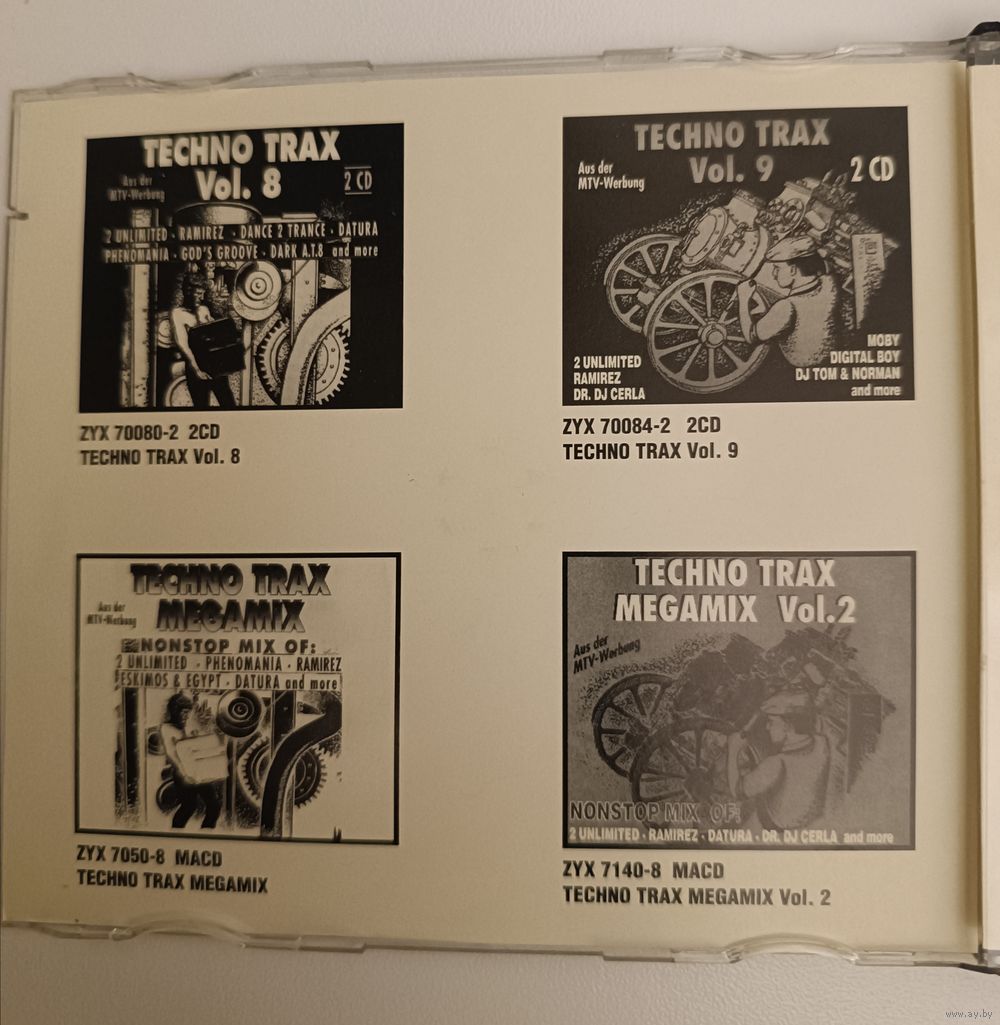 TECHNO TRAX
Vol. 8
Aus der
MTV-Werbung
2 CD
2 UNLIMITED · RAMIREZ · DANCE 2 TRANCE · DATURA
PHENOMANIA · GOD'S GROOVE · DARK A.T.8 and more
ZYX 70080-2 2CD
TECHNO TRAX Vol. 8
TECHNO TRAX
Vol. 9
Aus der
MTV-Werbung
2 CD
2 UNLIMITED
RAMIREZ
DR. DJ CERLA
MOBY
DIGITAL BOY
DJ TOM & NORMAN
and more
ZYX 70084-2 2CD
TECHNO TRAX Vol. 9
TECHNO TRAX
MEGAMIX
Aus der
MTV-Werbung
NONSTOP MIX OF:
2 UNLIMITED · PHENOMANIA · RAMIREZ
ESKIMOS & EGYPT · DATURA and more
ZYX 7050-8 MACD
TECHNO TRAX MEGAMIX
TECHNO TRAX
MEGAMIX Vol.2
Aus der
MTV-Werbung
NONSTOP MIX OF:
2 UNLIMITED · RAMIREZ · DATURA · DR. DJ CERLA and more
ZYX 7140-8 MACD
TECHNO TRAX MEGAMIX Vol. 2
www.ay.by